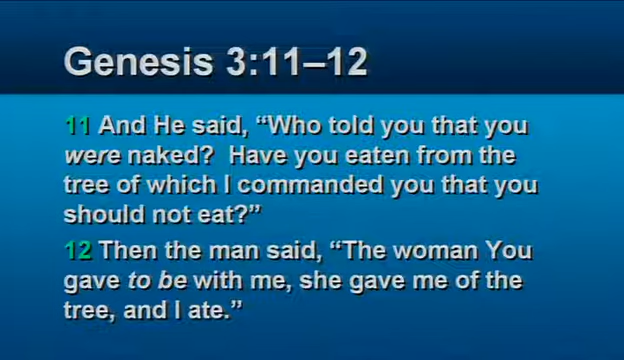 Genesis 3:11–12
11 And He said, “Who told you that you
were naked?  Have you eaten from the
tree of which I commanded you that you
should not eat?”
12 Then the man said, “The woman You
gave to be with me, she gave me of the
tree, and I ate.”